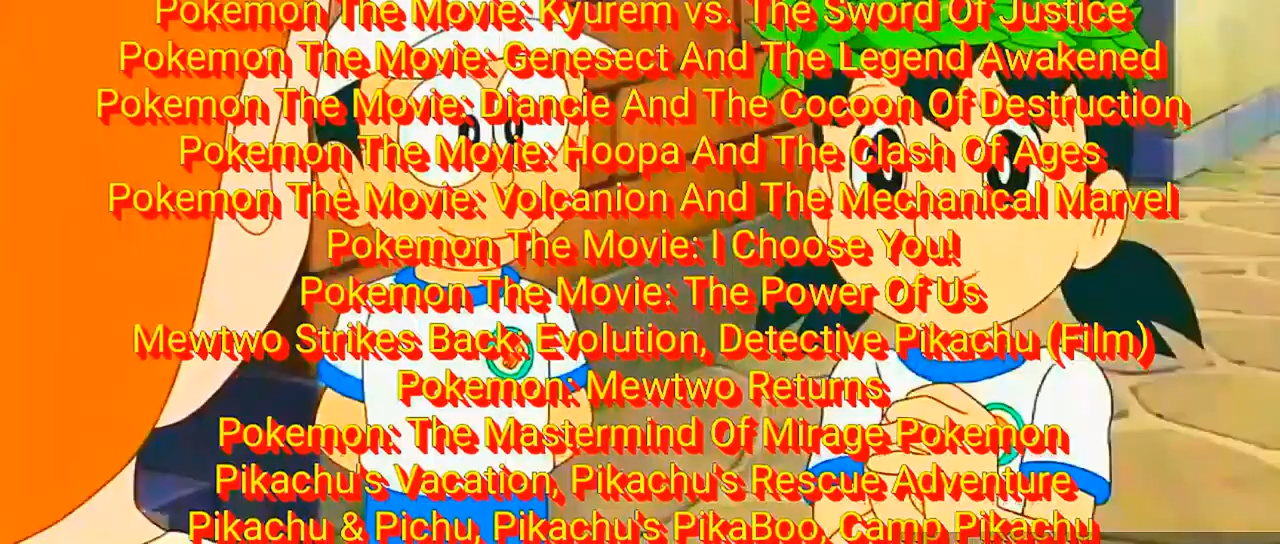 Pokemon The Movie: Kyurem vs. The Sword Of Justice
Pokemon The Movie: Genesect And The Legend Awakened
Pokemon The Movie: Diancie And The Cocoon Of Destruction
Pokemon The Movie: Hoopa And The Clash Of Ages
Pokemon The Movie: Volcanion And The Mechanical Marvel
Pokemon The Movie: I Choose You!
Pokemon The Movie: The Power Of Us
Mewtwo Strikes Back: Evolution, Detective Pikachu (Film)
Pokemon: Mewtwo Returns
Pokemon: The Mastermind Of Mirage Pokemon
Pikachu's Vacation, Pikachu's Rescue Adventure
Pikachu & Pichu, Pikachu's PikaBoo, Camp Pikachu